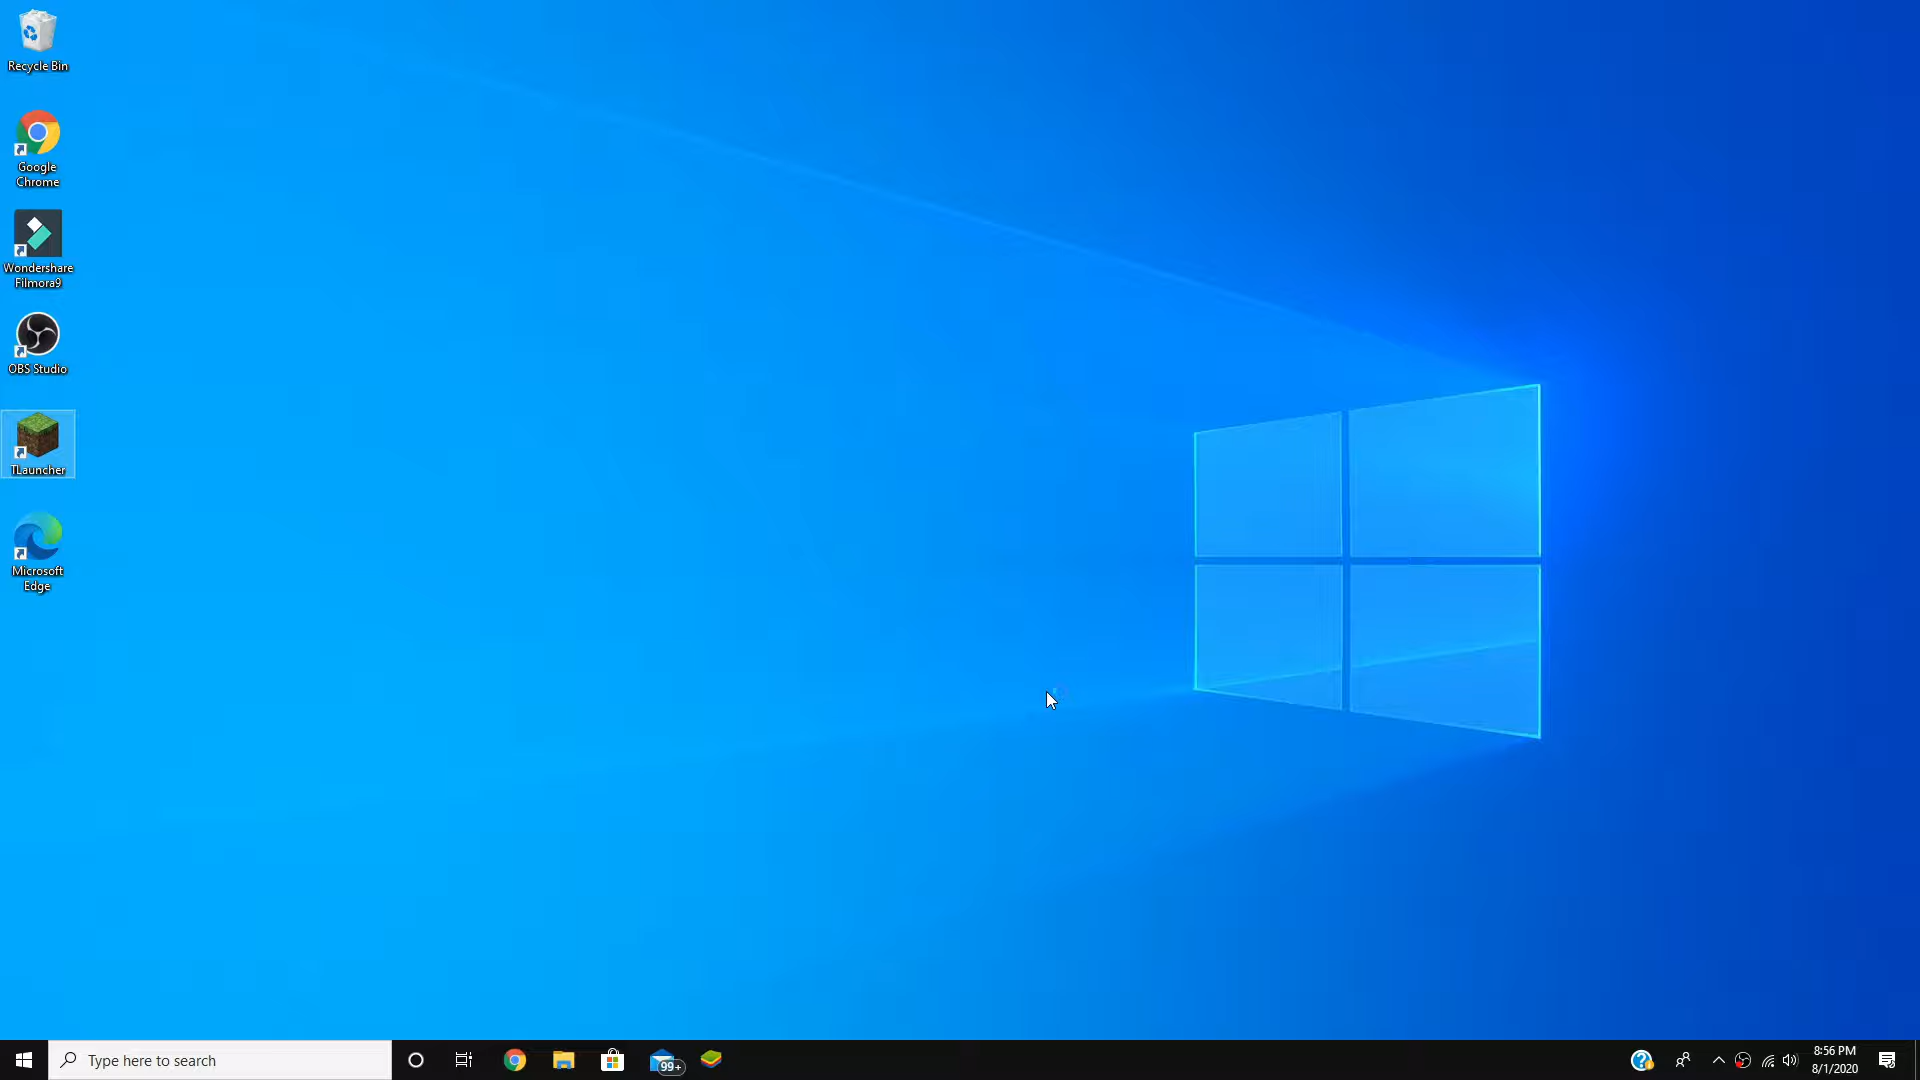 Recycle Bin
Google
Chrome
Wondershare
Filmora9
OBS Studio
TLauncher
Microsoft
Edge
Type here to search
99+
8:56 PM
8/1/2020